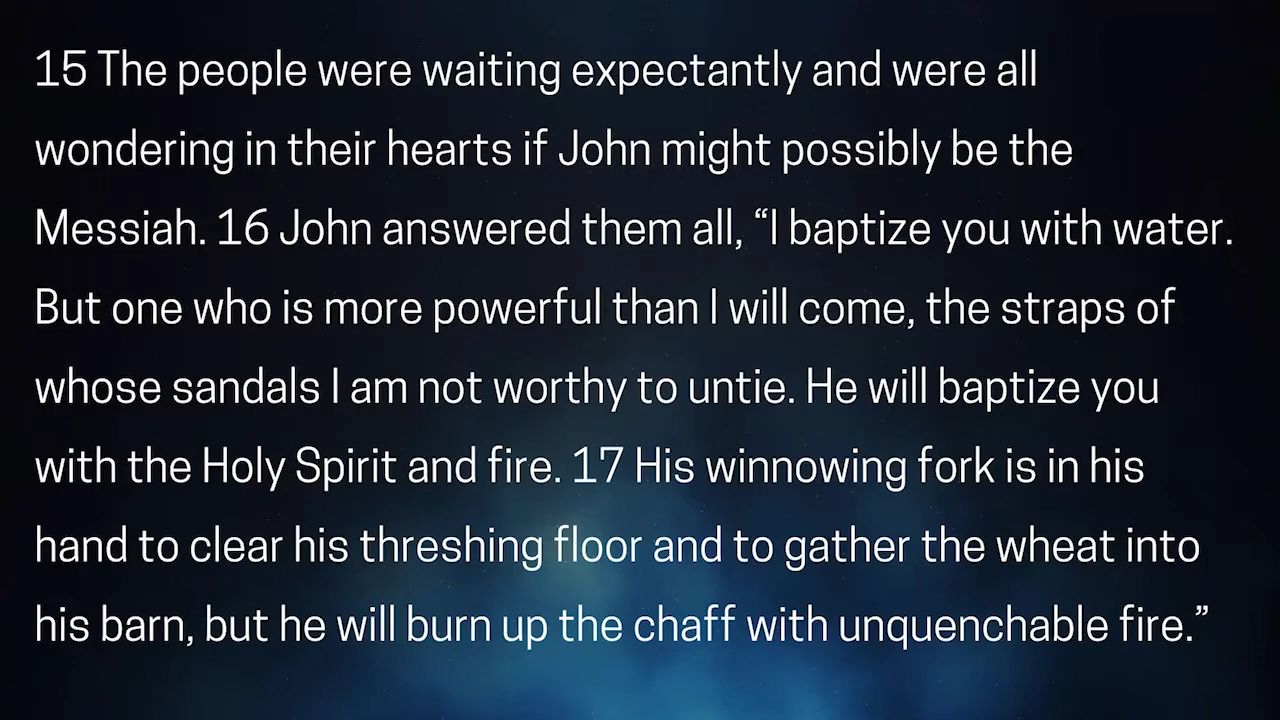 15 The people were waiting expectantly and were all
wondering in their hearts if John might possibly be the
Messiah. 16 John answered them all, “I baptize you with water.
But one who is more powerful than I will come, the straps of
whose sandals I am not worthy to untie. He will baptize you
with the Holy Spirit and fire. 17 His winnowing fork is in his
hand to clear his threshing floor and to gather the wheat into
his barn, but he will burn up the chaff with unquenchable fire.”